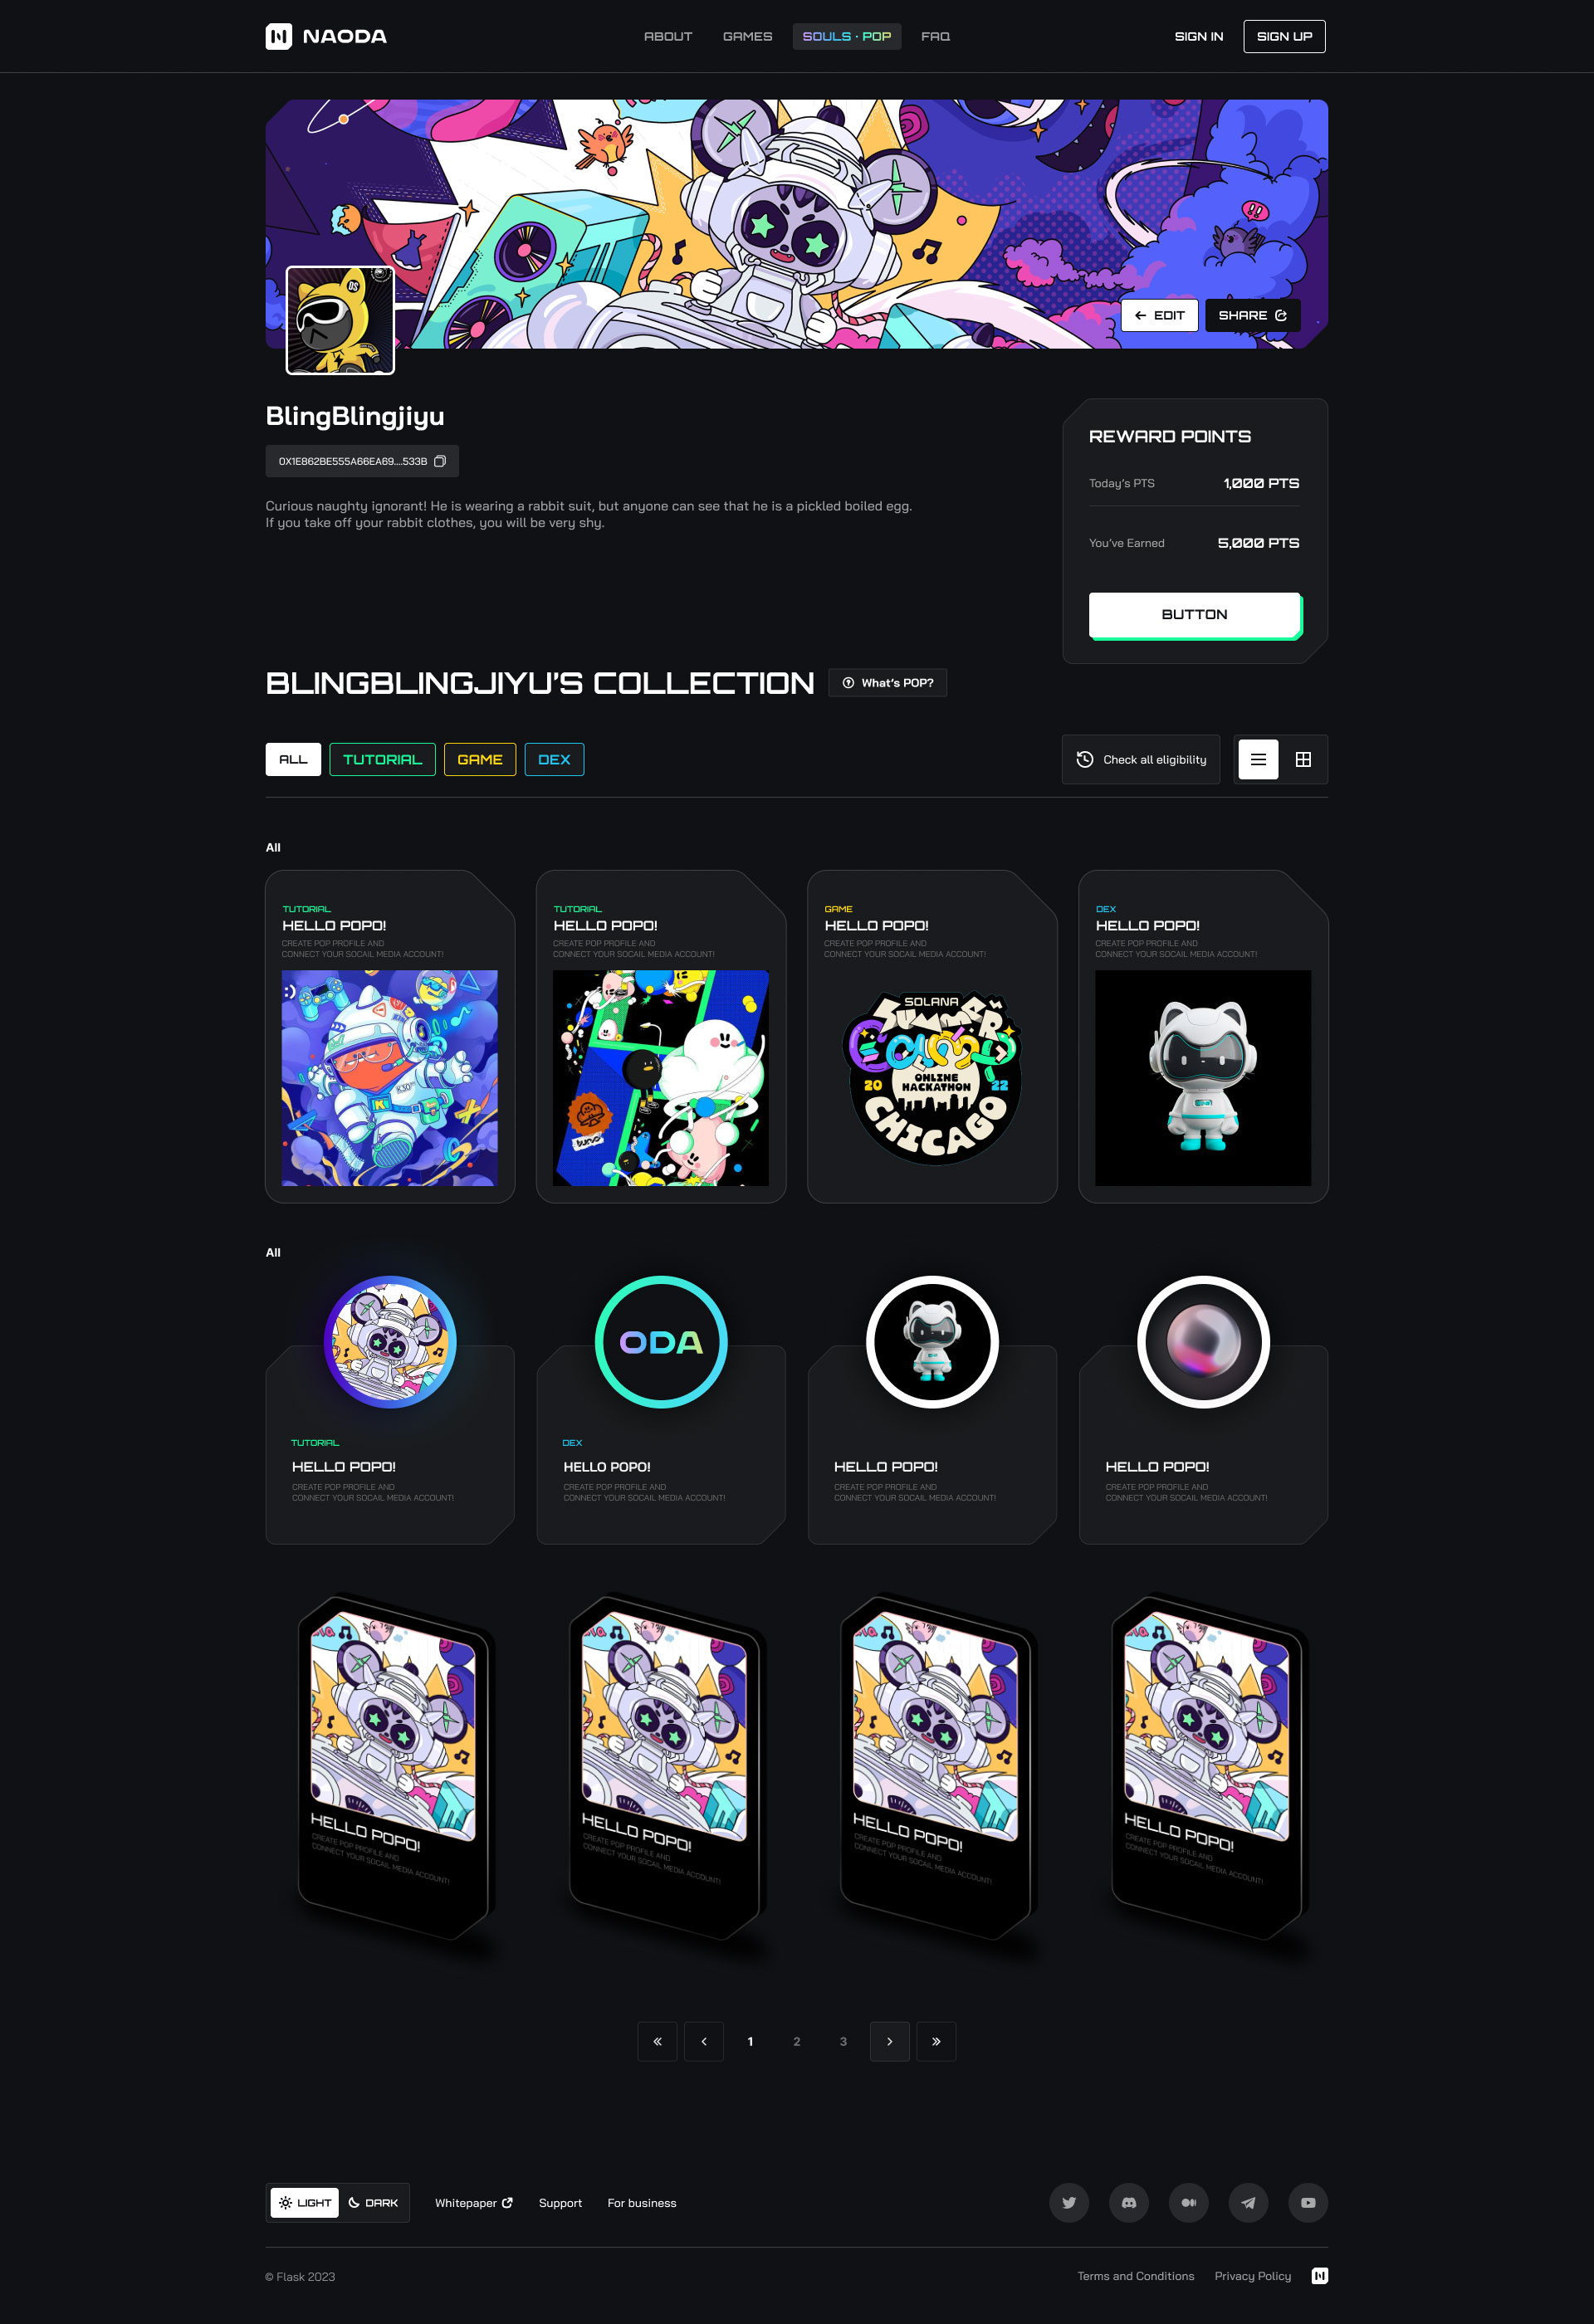 NAODA
ABOUT
GAMES
SOULS · POP
FAQ
SIGN IN
SIGN UP
DS
EDIT
SHARE
BlingBlingjiyu
0X1E862BE555A66EA69....533B
Curious naughty ignorant! He is wearing a rabbit suit, but anyone can see that he is a pickled boiled egg.
If you take off your rabbit clothes, you will be very shy.
REWARD POINTS
Today's PTS
1,000 PTS
You've Earned
5,000 PTS
BUTTON
BLINGBLINGJIYU'S COLLECTION
What's POP?
ALL
TUTORIAL
GAME
DEX
Check all eligibility
All
TUTORIAL
HELLO POPO!
CREATE POP PROFILE AND
CONNECT YOUR SOCAIL MEDIA ACCOUNT!
TUTORIAL
HELLO POPO!
CREATE POP PROFILE AND
CONNECT YOUR SOCAIL MEDIA ACCOUNT!
GAME
HELLO POPO!
CREATE POP PROFILE AND
CONNECT YOUR SOCAIL MEDIA ACCOUNT!
SOLANA
SUMMER
CAMP
20
ONLINE
HACKATHON
22
CHICAGO
DEX
HELLO POPO!
CREATE POP PROFILE AND
CONNECT YOUR SOCAIL MEDIA ACCOUNT!
All
TUTORIAL
HELLO POPO!
CREATE POP PROFILE AND
CONNECT YOUR SOCAIL MEDIA ACCOUNT!
ODA
DEX
HELLO POPO!
CREATE POP PROFILE AND
CONNECT YOUR SOCAIL MEDIA ACCOUNT!
HELLO POPO!
CREATE POP PROFILE AND
CONNECT YOUR SOCAIL MEDIA ACCOUNT!
HELLO POPO!
CREATE POP PROFILE AND
CONNECT YOUR SOCAIL MEDIA ACCOUNT!
HELLO POPO!
CREATE POP PROFILE AND
CONNECT YOUR SOCAIL MEDIA ACCOUNT!
HELLO POPO!
CREATE POP PROFILE AND
CONNECT YOUR SOCAIL MEDIA ACCOUNT!
HELLO POPO!
CREATE POP PROFILE AND
CONNECT YOUR SOCAIL MEDIA ACCOUNT!
HELLO POPO!
CREATE POP PROFILE AND
CONNECT YOUR SOCAIL MEDIA ACCOUNT!
1
2
3
LIGHT
DARK
Whitepaper
Support
For business
© Flask 2023
Terms and Conditions
Privacy Policy